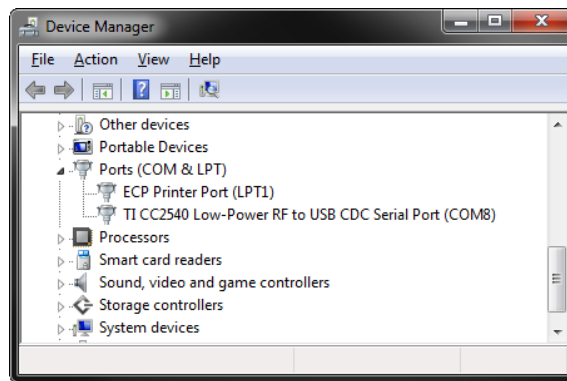 Device Manager
File Action View Help
Other devices
Portable Devices
Ports (COM & LPT)
ECP Printer Port (LPT1)
TI CC2540 Low-Power RF to USB CDC Serial Port (COM8)
Processors
Smart card readers
Sound, video and game controllers
Storage controllers
System devices